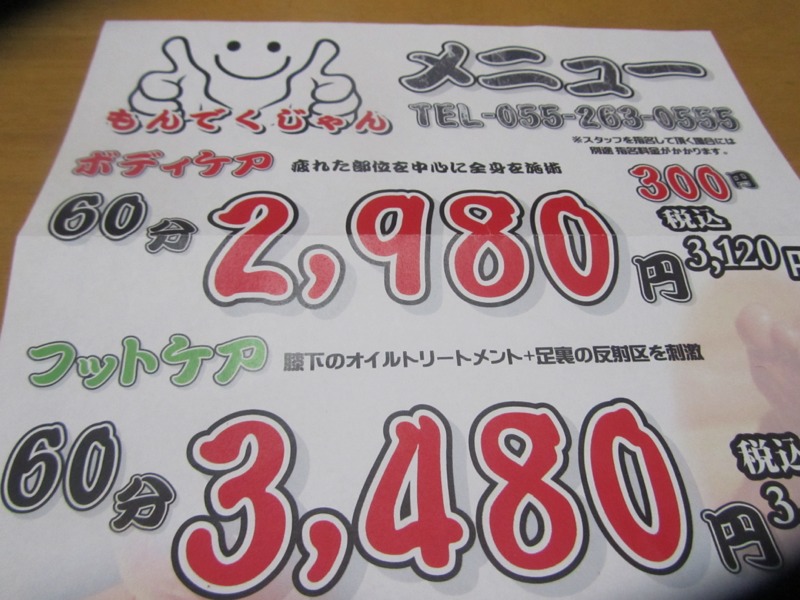 もんでくじゃん
メニュー
TEL-055-263-0555
※スタッフを指名して頂く場合には
別途 指名料金がかかります。
300円
ボディケア 疲れた部位を中心に全身を施術
60分 2,980円 税込 3,120円
フットケア 膝下のオイルトリートメント+足裏の反射区を刺激
60分 3,480円 税込 3,